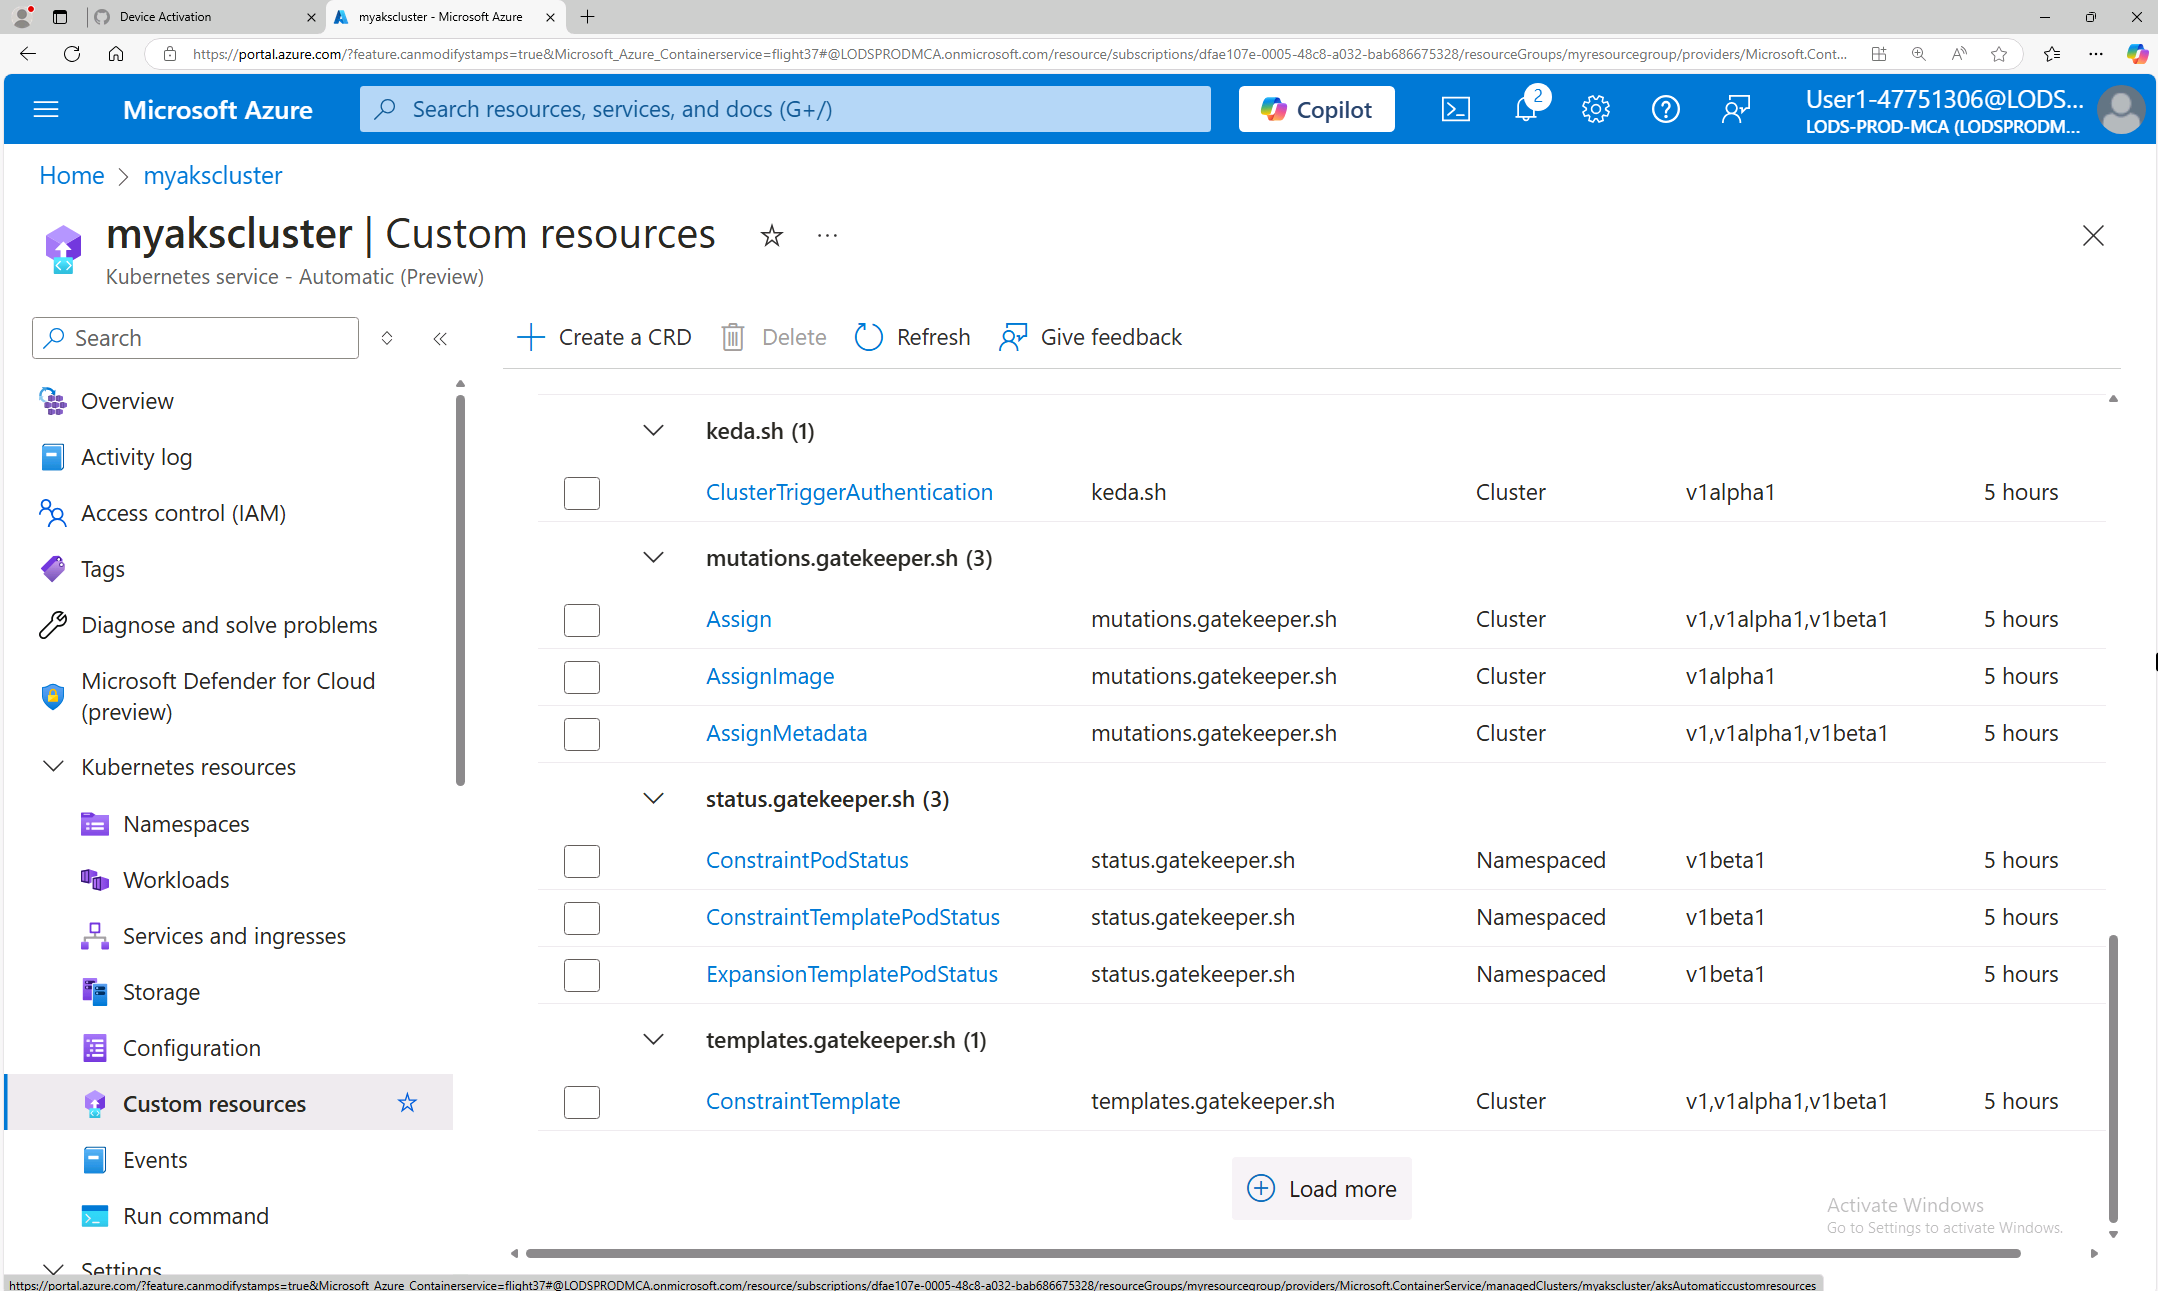 Device Activation
myakscluster - Microsoft Azure
https://portal.azure.com/?feature.canmodifystamps=true&Microsoft_Azure_Containerservice=flight37#@LODSPRODMCA.onmicrosoft.com/resource/subscriptions/dfae107e-0005-48c8-a032-bab686675328/resourceGroups/myresourcegroup/providers/Microsoft.Cont...
Microsoft Azure
Search resources, services, and docs (G+/)
Copilot
2
User1-47751306@LODS...
LODS-PROD-MCA (LODSPRODM...
Home > myakscluster
myakscluster | Custom resources
Kubernetes service - Automatic (Preview)
Search
Create a CRD
Delete
Refresh
Give feedback
Overview
Activity log
Access control (IAM)
Tags
Diagnose and solve problems
Microsoft Defender for Cloud
(preview)
Kubernetes resources
Namespaces
Workloads
Services and ingresses
Storage
Configuration
Custom resources
Events
Run command
Settings
keda.sh (1)
ClusterTriggerAuthentication keda.sh Cluster v1alpha1 5 hours
mutations.gatekeeper.sh (3)
Assign mutations.gatekeeper.sh Cluster v1,v1alpha1,v1beta1 5 hours
AssignImage mutations.gatekeeper.sh Cluster v1alpha1 5 hours
AssignMetadata mutations.gatekeeper.sh Cluster v1,v1alpha1,v1beta1 5 hours
status.gatekeeper.sh (3)
ConstraintPodStatus status.gatekeeper.sh Namespaced v1beta1 5 hours
ConstraintTemplatePodStatus status.gatekeeper.sh Namespaced v1beta1 5 hours
ExpansionTemplatePodStatus status.gatekeeper.sh Namespaced v1beta1 5 hours
templates.gatekeeper.sh (1)
ConstraintTemplate templates.gatekeeper.sh Cluster v1,v1alpha1,v1beta1 5 hours
Load more
Activate Windows
Go to Settings to activate Windows.
https://portal.azure.com/?feature.canmodifystamps=true&Microsoft_Azure_Containerservice=flight37#@LODSPRODMCA.onmicrosoft.com/resource/subscriptions/dfae107e-0005-48c8-a032-bab686675328/resourceGroups/myresourcegroup/providers/Microsoft.ContainerService/managedClusters/myakscluster/aksAutomaticcustomresources